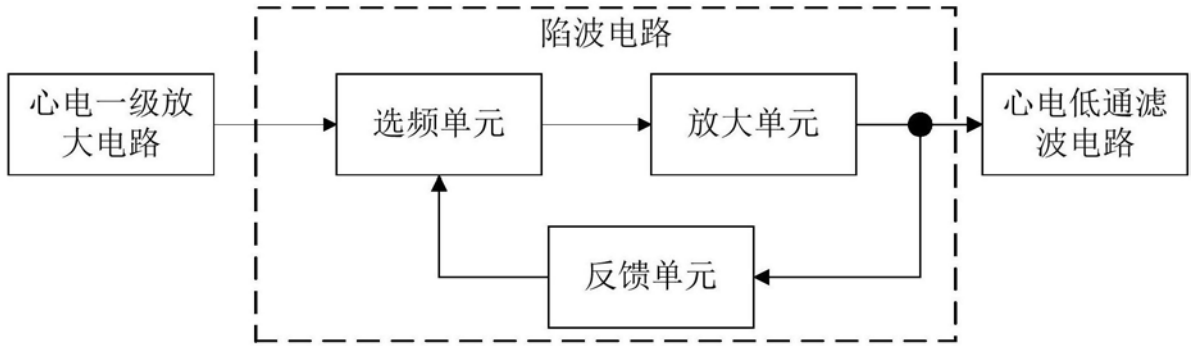 陷波电路
心电一级放
大电路
选频单元
放大单元
心电低通滤
波电路
反馈单元